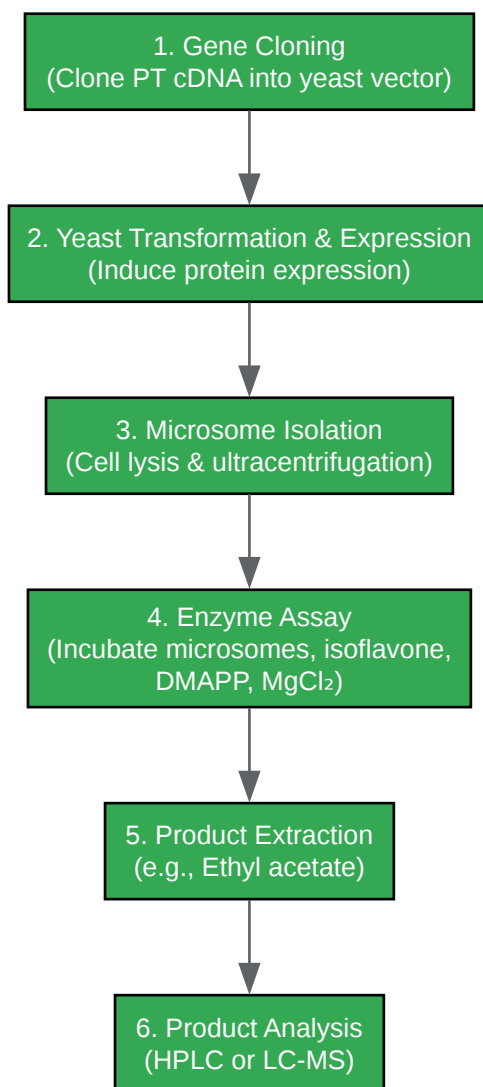 1. Gene Cloning
(Clone PT cDNA into yeast vector)
2. Yeast Transformation & Expression
(Induce protein expression)
3. Microsome Isolation
(Cell lysis & ultracentrifugation)
4. Enzyme Assay
(Incubate microsomes, isoflavone,
DMAPP, MgCl₂)
5. Product Extraction
(e.g., Ethyl acetate)
6. Product Analysis
(HPLC or LC-MS)